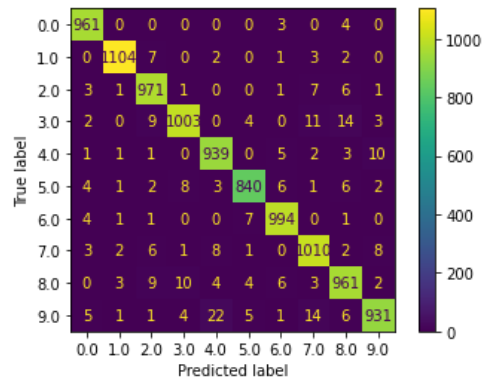 0.0 961 0 0 0 0 0 3 0 4 0
1.0 0 1104 7 0 2 0 1 3 2 0
2.0 3 1 971 1 0 0 1 7 6 1
3.0 2 0 9 1003 0 4 0 11 14 3
4.0 1 1 1 0 939 0 5 2 3 10
5.0 4 1 2 8 3 840 6 1 6 2
6.0 4 1 1 0 0 7 994 0 1 0
7.0 3 2 6 1 8 1 0 1010 2 8
8.0 0 3 9 10 4 4 6 3 961 2
9.0 5 1 1 4 22 5 1 14 6 931
0.0 1.0 2.0 3.0 4.0 5.0 6.0 7.0 8.0 9.0
Predicted label
True label
1000
800
600
400
200
0